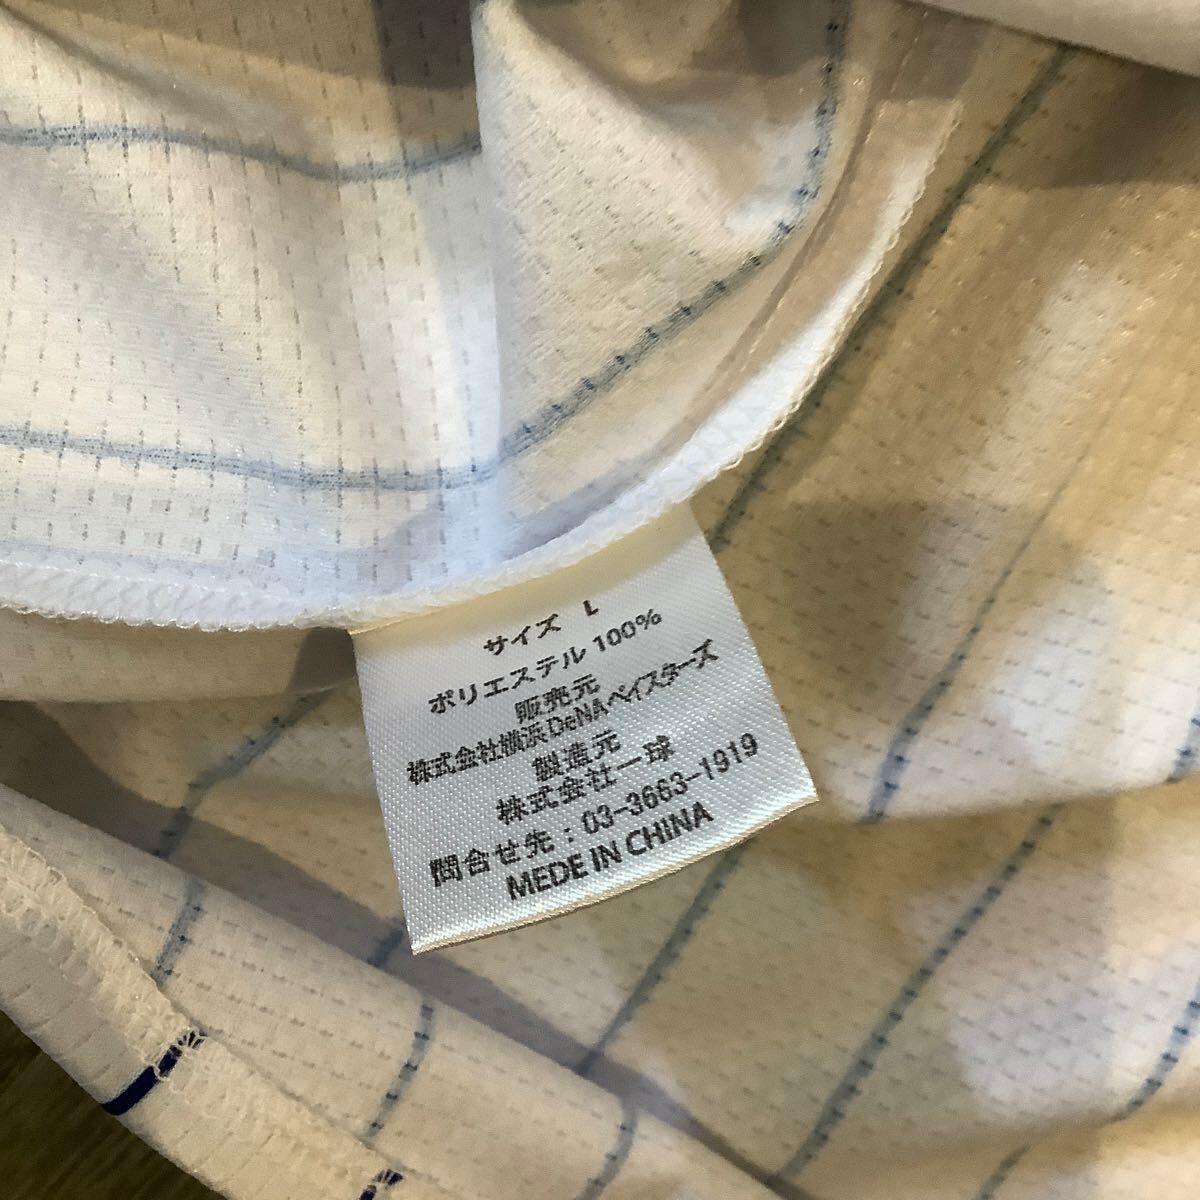 サイズ L
ポリエステル 100%
販売元
株式会社横浜DeNAベイスターズ
製造元
株式会社一球
問合せ先：03-3663-1919
MEDE IN CHINA